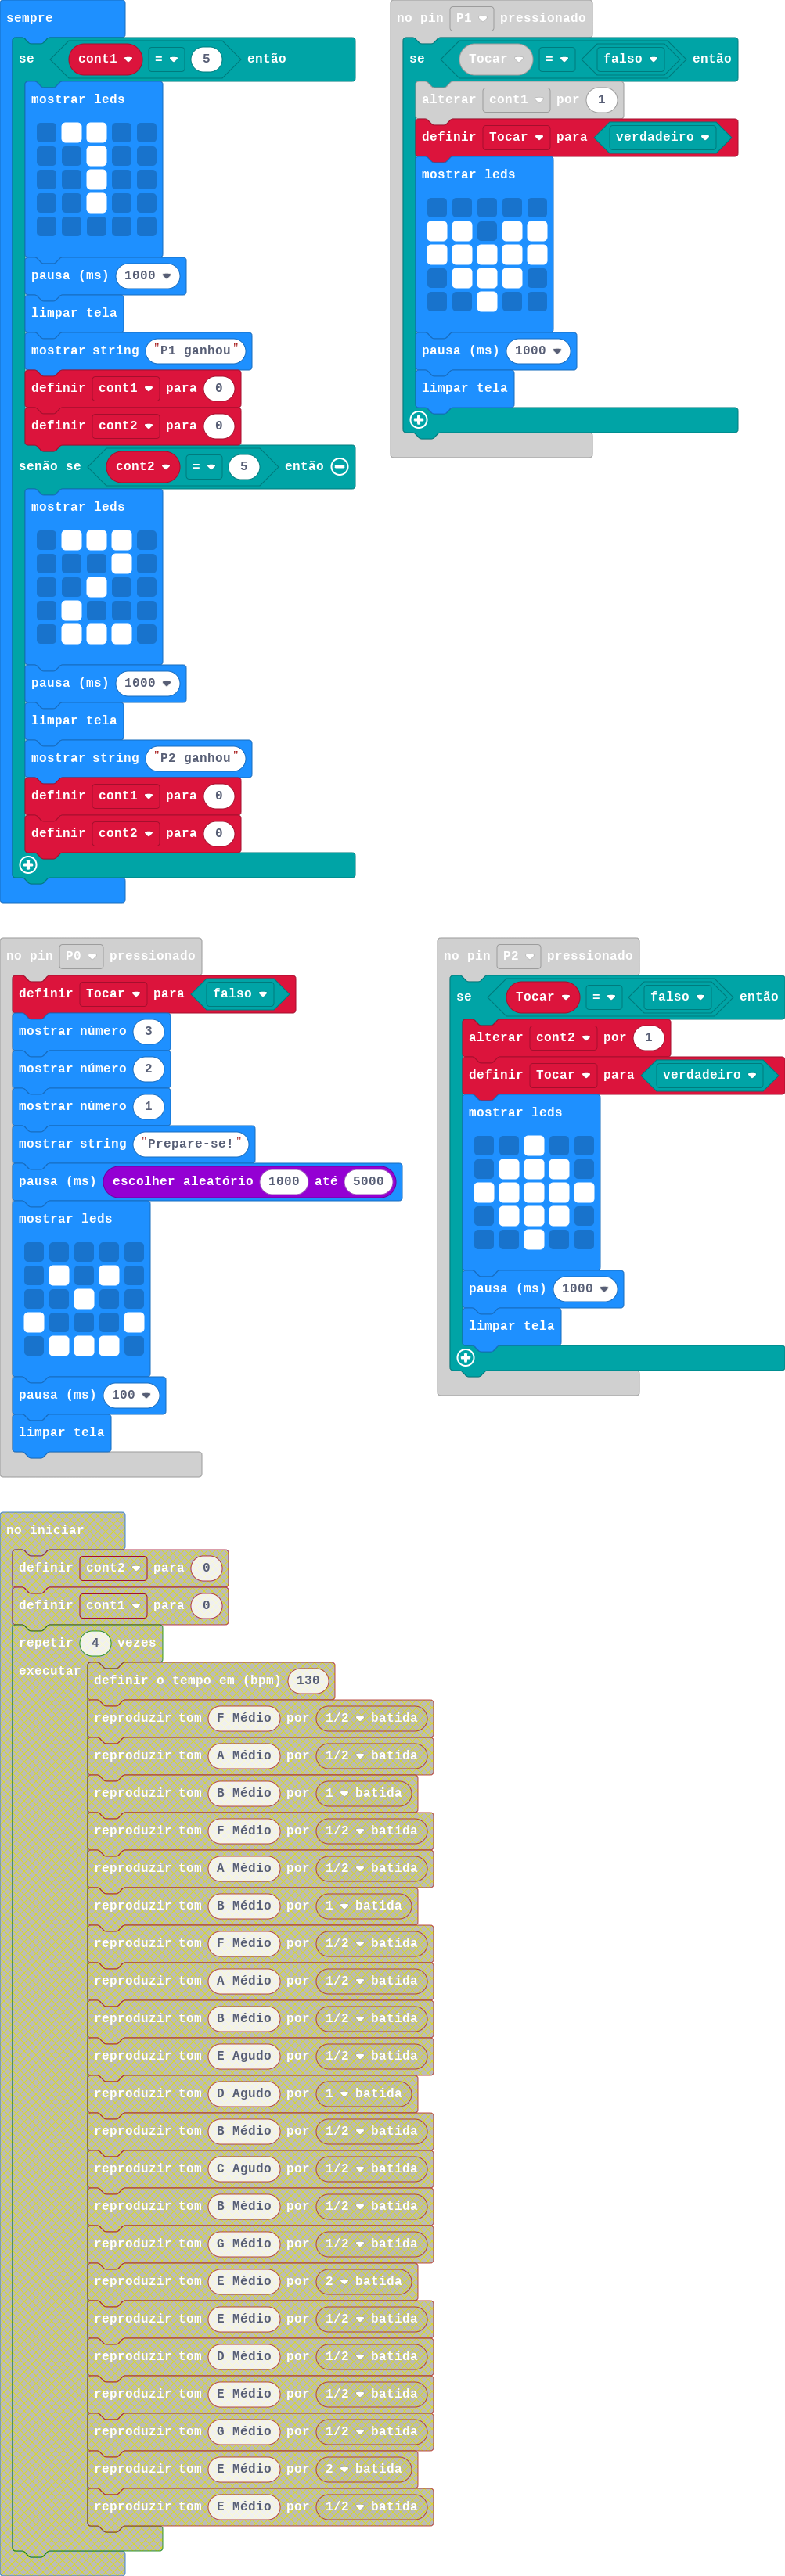 sempre
se cont1 = 5 então
mostrar leds
pausa (ms) 1000
limpar tela
mostrar string "P1 ganhou"
definir cont1 para 0
definir cont2 para 0
senão se cont2 = 5 então
mostrar leds
pausa (ms) 1000
limpar tela
mostrar string "P2 ganhou"
definir cont1 para 0
definir cont2 para 0
no pin P1 pressionado
se Tocar = falso então
alterar cont1 por 1
definir Tocar para verdadeiro
mostrar leds
pausa (ms) 1000
limpar tela
no pin P0 pressionado
definir Tocar para falso
mostrar número 3
mostrar número 2
mostrar número 1
mostrar string "Prepare-se!"
pausa (ms) escolher aleatório 1000 até 5000
mostrar leds
pausa (ms) 100
limpar tela
no pin P2 pressionado
se Tocar = falso então
alterar cont2 por 1
definir Tocar para verdadeiro
mostrar leds
pausa (ms) 1000
limpar tela
no iniciar
definir cont2 para 0
definir cont1 para 0
repetir 4 vezes
executar definir o tempo em (bpm) 130
reproduzir tom F Médio por 1/2 batida
reproduzir tom A Médio por 1/2 batida
reproduzir tom B Médio por 1 batida
reproduzir tom F Médio por 1/2 batida
reproduzir tom A Médio por 1/2 batida
reproduzir tom B Médio por 1 batida
reproduzir tom F Médio por 1/2 batida
reproduzir tom A Médio por 1/2 batida
reproduzir tom B Médio por 1/2 batida
reproduzir tom E Agudo por 1/2 batida
reproduzir tom D Agudo por 1 batida
reproduzir tom B Médio por 1/2 batida
reproduzir tom C Agudo por 1/2 batida
reproduzir tom B Médio por 1/2 batida
reproduzir tom G Médio por 1/2 batida
reproduzir tom E Médio por 2 batida
reproduzir tom E Médio por 1/2 batida
reproduzir tom D Médio por 1/2 batida
reproduzir tom E Médio por 1/2 batida
reproduzir tom G Médio por 1/2 batida
reproduzir tom E Médio por 2 batida
reproduzir tom E Médio por 1/2 batida